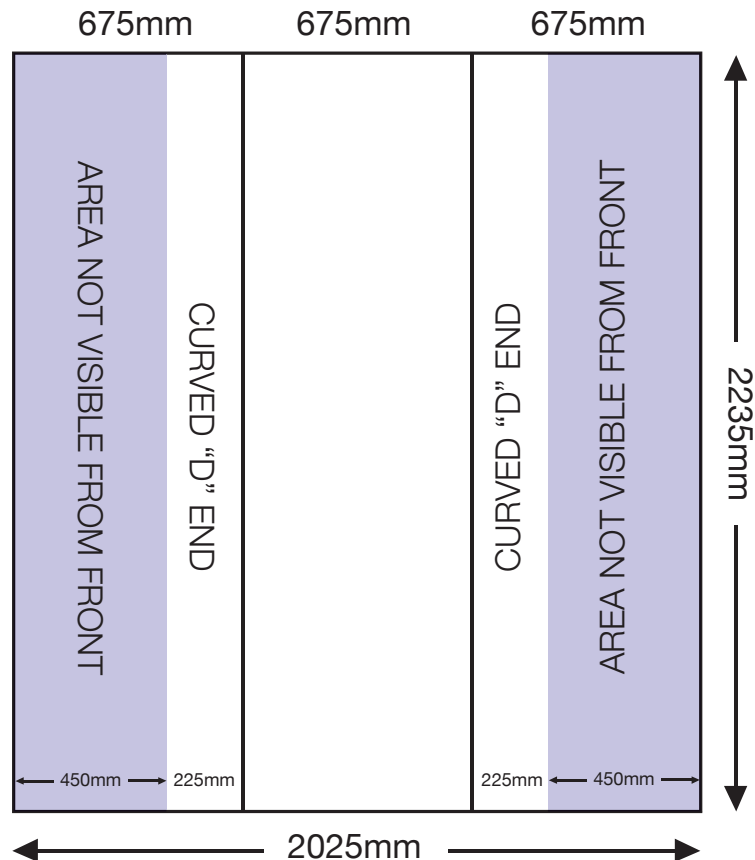 675mm 675mm 675mm
AREA NOT VISIBLE FROM FRONT
CURVED “D” END
CURVED “D” END
AREA NOT VISIBLE FROM FRONT
2235mm
450mm 225mm 225mm 450mm
2025mm